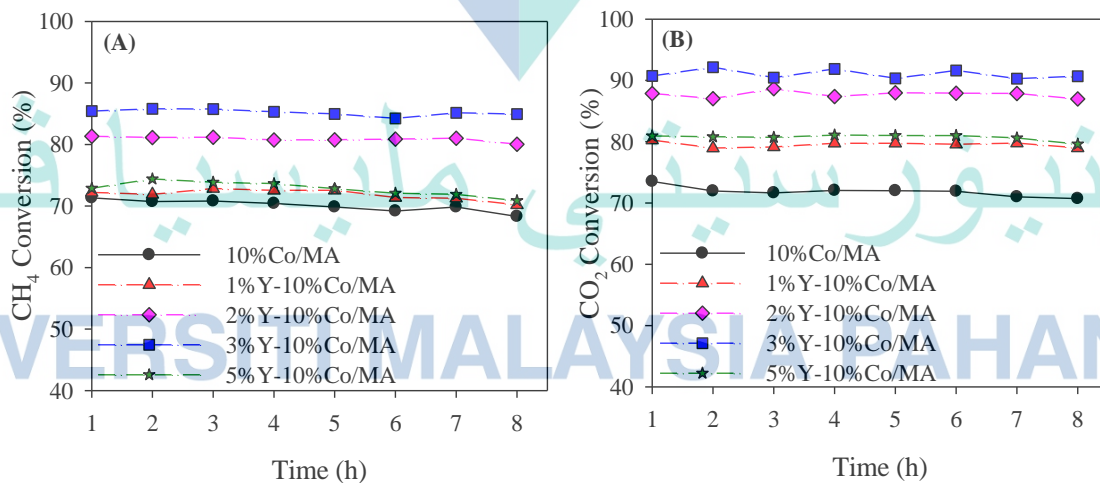 100
90
80
70
60
50
40
(A)
CH₄ Conversion (%)
10%Co/MA
1%Y-10%Co/MA
2%Y-10%Co/MA
3%Y-10%Co/MA
5%Y-10%Co/MA
1 2 3 4 5 6 7 8
Time (h)
100
90
80
70
60
50
40
(B)
CO₂ Conversion (%)
10%Co/MA
1%Y-10%Co/MA
2%Y-10%Co/MA
3%Y-10%Co/MA
5%Y-10%Co/MA
1 2 3 4 5 6 7 8
Time (h)
VERSITI MALAYSIA PAHAN